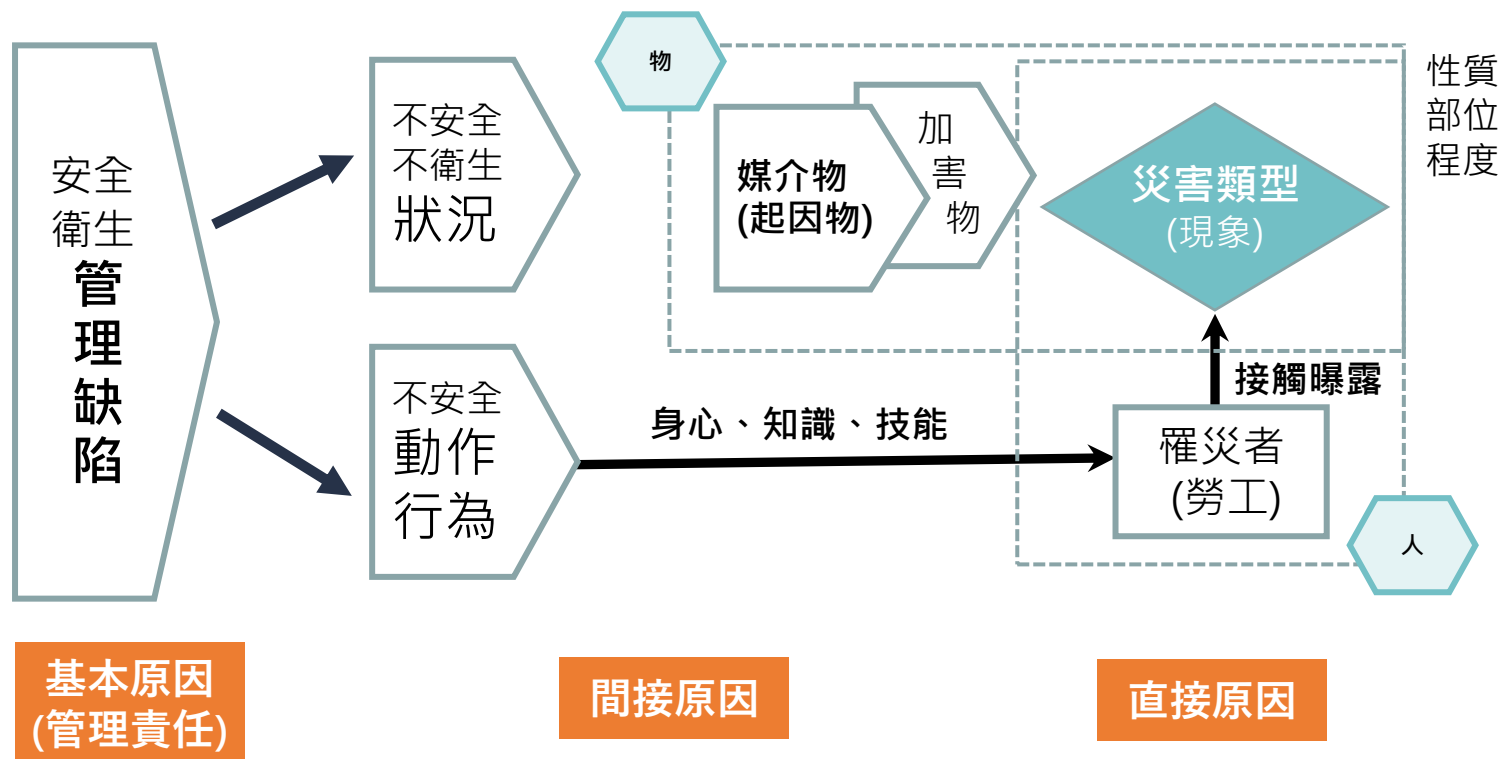 安全
衛生
管
理
缺
陷
不安全
不衛生
狀況
不安全
動作
行為
物
媒介物
(起因物)
加
害
物
災害類型
(現象)
性質
部位
程度
身心、知識、技能
接觸曝露
罹災者
(勞工)
人
基本原因
(管理責任)
間接原因
直接原因